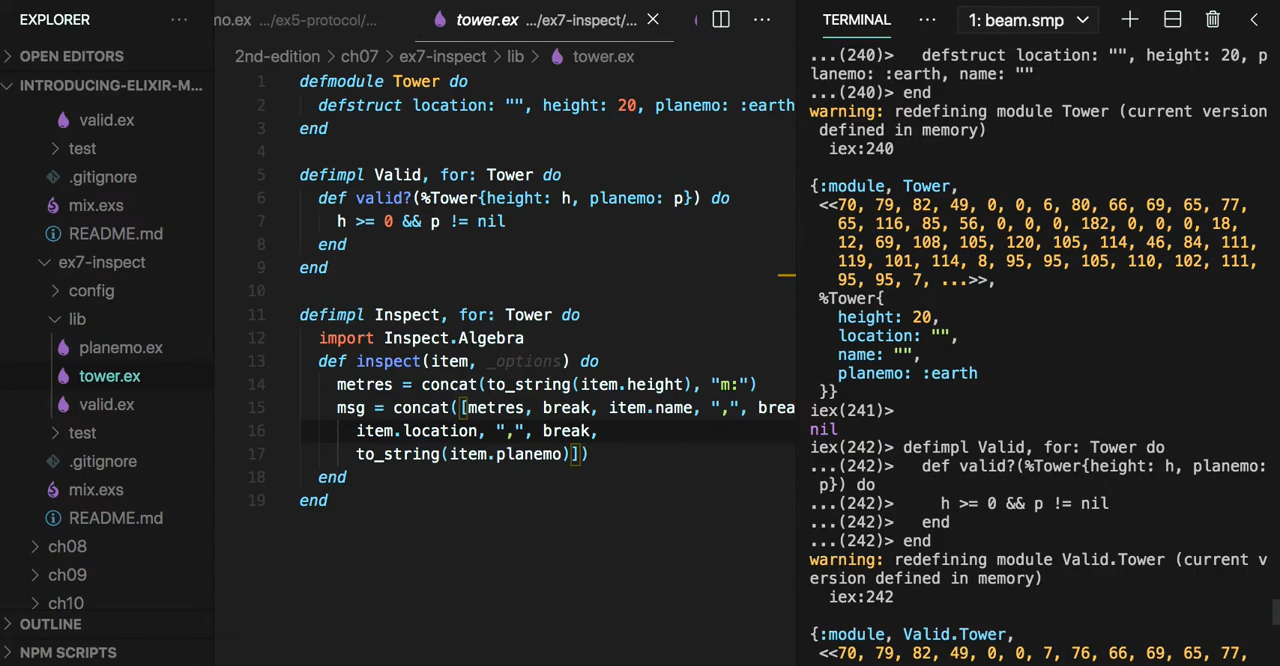 EXPLORER
OPEN EDITORS
INTRODUCING-ELIXIR-M...
valid.ex
test
.gitignore
mix.exs
README.md
ex7-inspect
config
lib
planemo.ex
tower.ex
valid.ex
test
.gitignore
mix.exs
README.md
ch08
ch09
ch10
OUTLINE
NPM SCRIPTS
mo.ex .../ex5-protocol/...
tower.ex .../ex7-inspect/...
2nd-edition > ch07 > ex7-inspect > lib > tower.ex
1 defmodule Tower do
2 defstruct location: "", height: 20, planemo: :earth
3 end
4
5 defimpl Valid, for: Tower do
6 def valid?(%Tower{height: h, planemo: p}) do
7 h >= 0 && p != nil
8 end
9 end
10
11 defimpl Inspect, for: Tower do
12 import Inspect.Algebra
13 def inspect(item, _options) do
14 metres = concat(to_string(item.height), "m:")
15 msg = concat([metres, break, item.name, ",", brea
16 item.location, ",", break,
17 to_string(item.planemo)])
18 end
19 end
TERMINAL
1: beam.smp
...(240)> defstruct location: "", height: 20, p
lanemo: :earth, name: ""
...(240)> end
warning: redefining module Tower (current version
defined in memory)
iex:240
{:module, Tower,
<<70, 79, 82, 49, 0, 0, 6, 80, 66, 69, 65, 77,
65, 116, 85, 56, 0, 0, 0, 182, 0, 0, 0, 18,
12, 69, 108, 105, 120, 105, 114, 46, 84, 111,
119, 101, 114, 8, 95, 95, 105, 110, 102, 111,
95, 95, 7, ...>>,
%Tower{
height: 20,
location: "",
name: "",
planemo: :earth
}}
iex(241)>
nil
iex(242)> defimpl Valid, for: Tower do
...(242)> def valid?(%Tower{height: h, planemo:
p}) do
...(242)> h >= 0 && p != nil
...(242)> end
...(242)> end
warning: redefining module Valid.Tower (current v
ersion defined in memory)
iex:242
{:module, Valid.Tower,
<<70, 79, 82, 49, 0, 0, 7, 76, 66, 69, 65, 77,